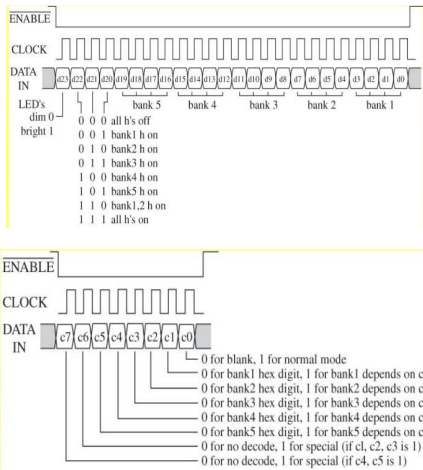 ENABLE
CLOCK
DATA IN
d23 d22 d21 d20 d19 d18 d17 d16 d15 d14 d13 d12 d11 d10 d9 d8 d7 d6 d5 d4 d3 d2 d1 d0
LED's
dim 0
bright 1
bank 5 bank 4 bank 3 bank 2 bank 1
0 0 0 all h's off
0 0 1 bank1 h on
0 1 0 bank2 h on
0 1 1 bank3 h on
1 0 0 bank4 h on
1 0 1 bank5 h on
1 1 0 bank1,2 h on
1 1 1 all h's on
ENABLE
CLOCK
DATA IN
c7 c6 c5 c4 c3 c2 c1 c0
0 for blank, 1 for normal mode
0 for bank1 hex digit, 1 for bank1 depends on c
0 for bank2 hex digit, 1 for bank2 depends on c
0 for bank3 hex digit, 1 for bank3 depends on c
0 for bank4 hex digit, 1 for bank4 depends on c
0 for bank5 hex digit, 1 for bank5 depends on c
0 for no decode, 1 for special (if c1, c2, c3 is 1)
0 for no decode, 1 for special (if c4, c5 is 1)